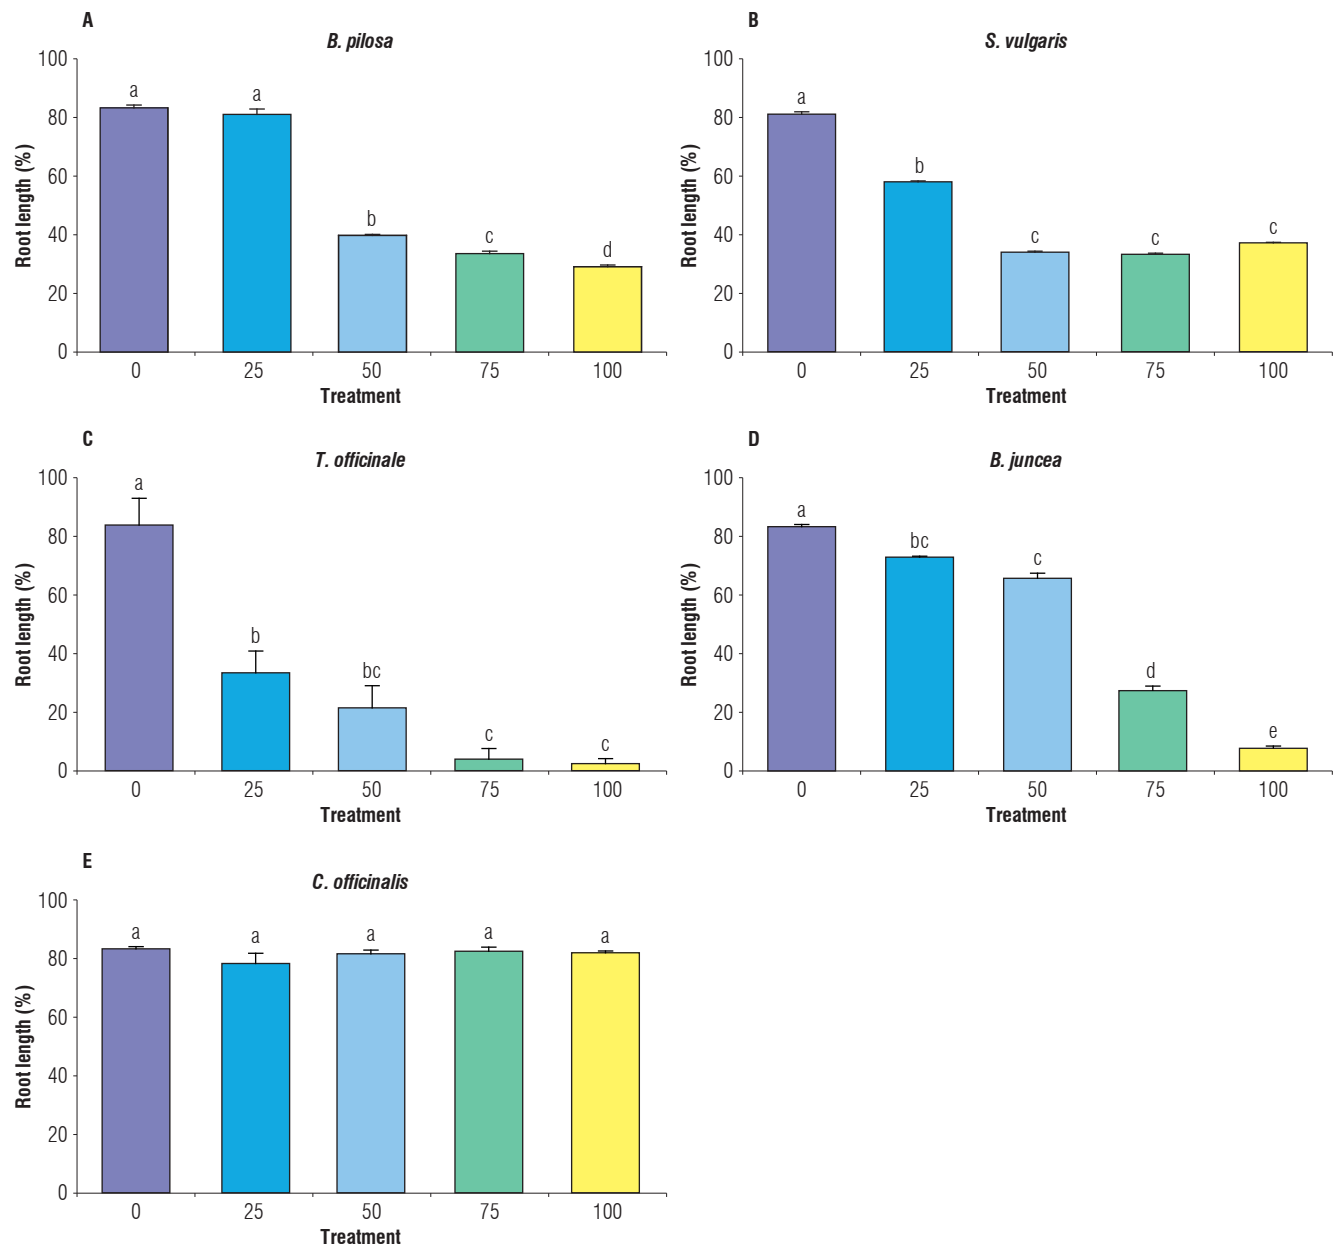 A
B. pilosa
Root length (%)
100
80
60
40
20
0
a
a
b
c
d
0 25 50 75 100
Treatment
B
S. vulgaris
Root length (%)
100
80
60
40
20
0
a
b
c
c
c
0 25 50 75 100
Treatment
C
T. officinale
Root length (%)
100
80
60
40
20
0
a
b
bc
c
c
0 25 50 75 100
Treatment
D
B. juncea
Root length (%)
100
80
60
40
20
0
a
bc
c
d
e
0 25 50 75 100
Treatment
E
C. officinalis
Root length (%)
100
80
60
40
20
0
a
a
a
a
a
0 25 50 75 100
Treatment